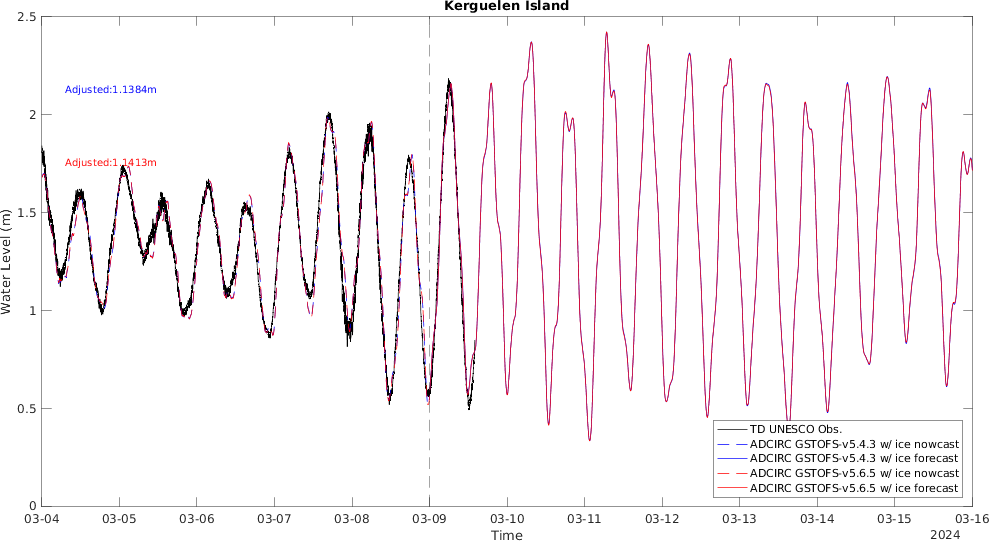 Kerguelen Island
2.5
2
1.5
1
0.5
0
Water Level (m)
Adjusted:1.1384m
Adjusted:1.1413m
TD UNESCO Obs.
ADCIRC GSTOFS-v5.4.3 w/ ice nowcast
ADCIRC GSTOFS-v5.4.3 w/ ice forecast
ADCIRC GSTOFS-v5.6.5 w/ ice nowcast
ADCIRC GSTOFS-v5.6.5 w/ ice forecast
03-04 03-05 03-06 03-07 03-08 03-09 03-10 03-11 03-12 03-13 03-14 03-15 03-16
Time
2024